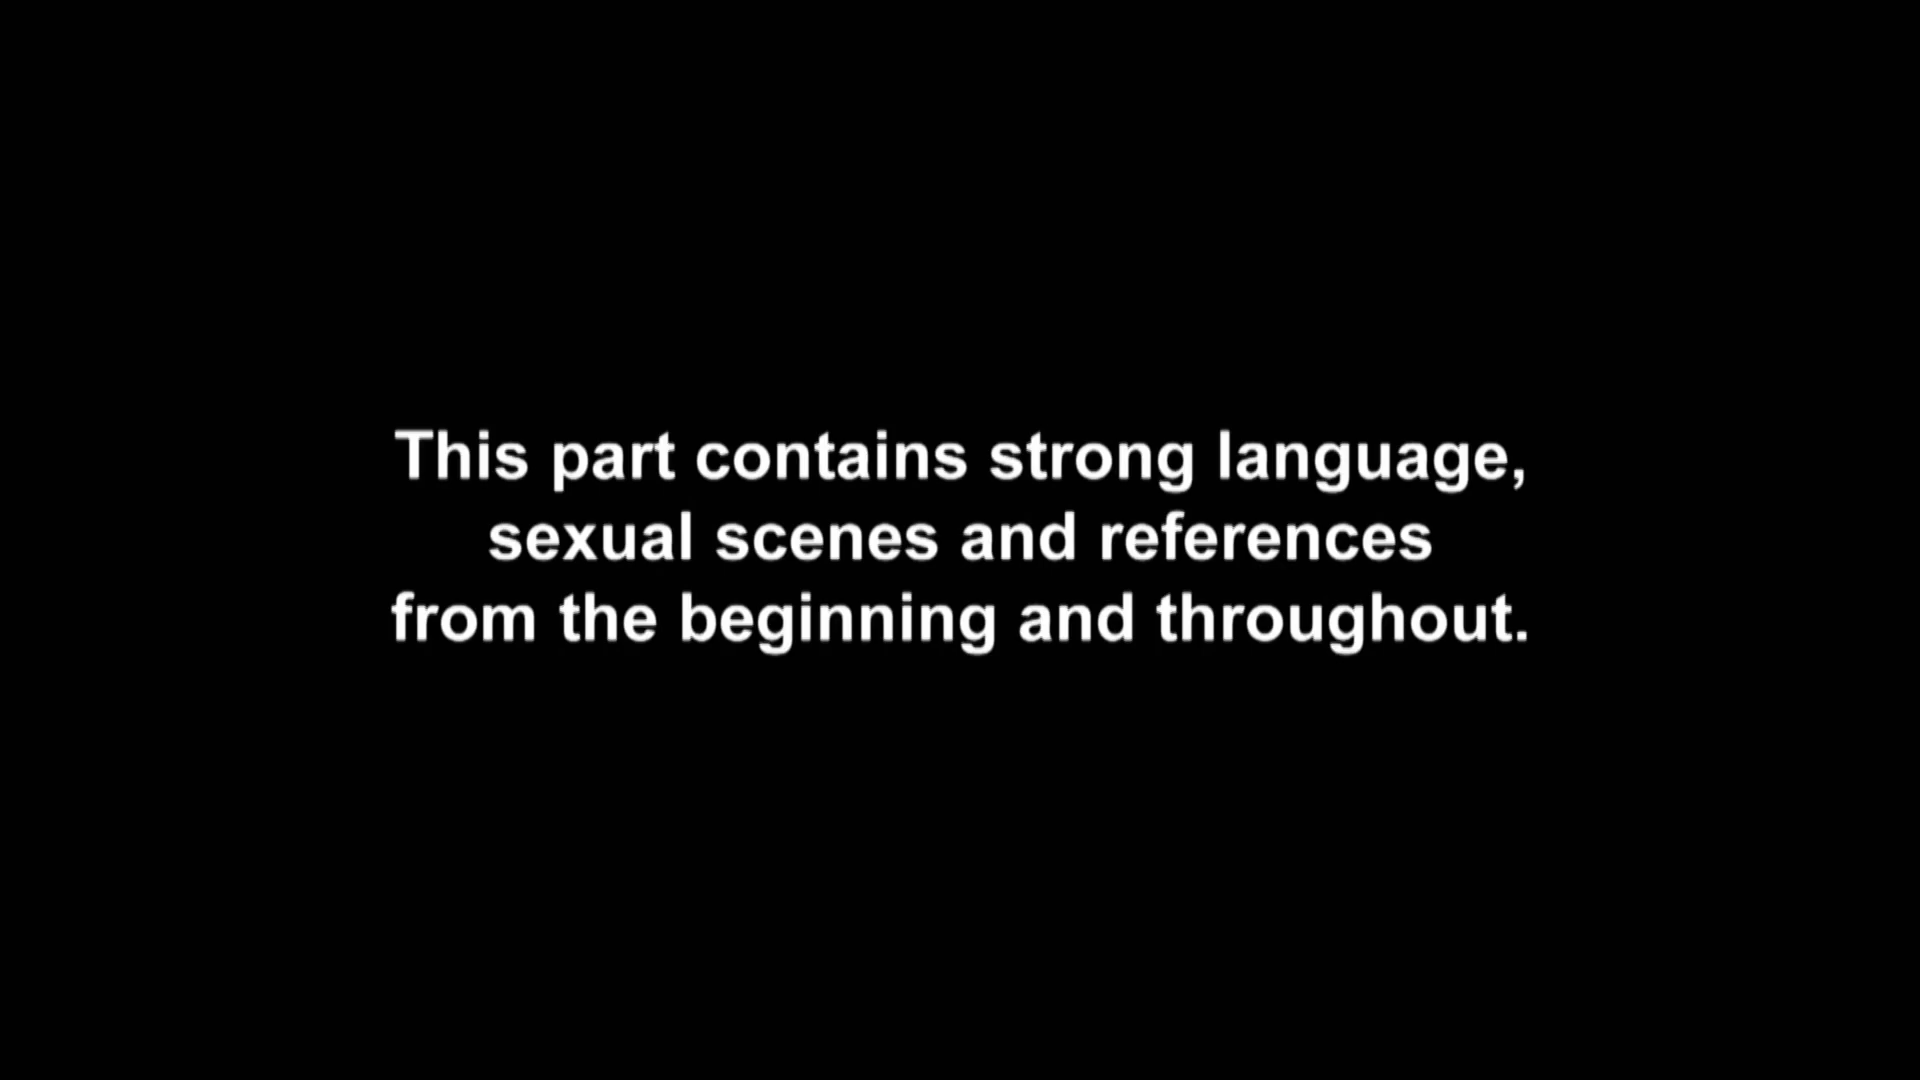 This part contains strong language,
sexual scenes and references
from the beginning and throughout.